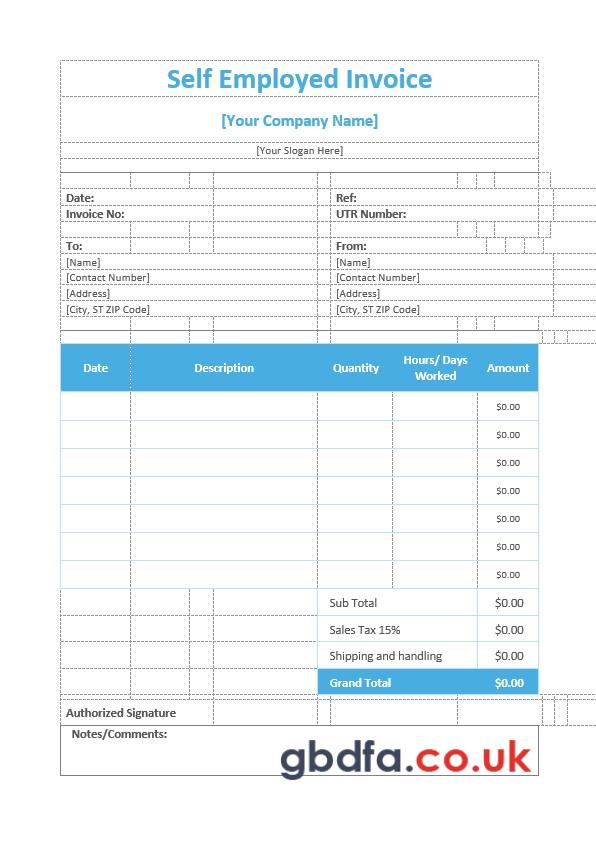 Self Employed Invoice
[Your Company Name]
[Your Slogan Here]
Date: Ref:
Invoice No: UTR Number:
To: From:
[Name] [Name]
[Contact Number] [Contact Number]
[Address] [Address]
[City, ST ZIP Code] [City, ST ZIP Code]
Date Description Quantity Hours/ Days Worked Amount
$0.00
$0.00
$0.00
$0.00
$0.00
$0.00
$0.00
Sub Total $0.00
Sales Tax 15% $0.00
Shipping and handling $0.00
Grand Total $0.00
Authorized Signature
Notes/Comments:
gbdfa.co.uk